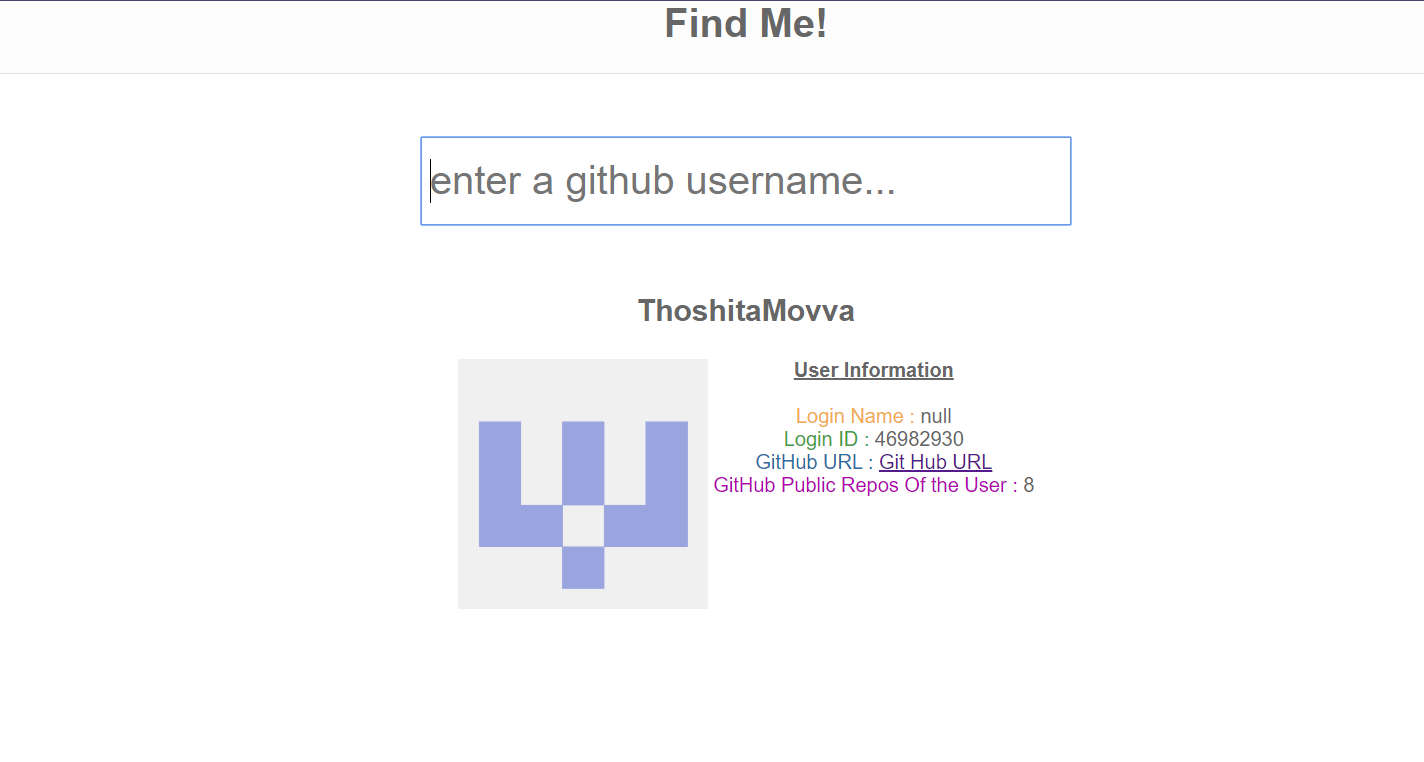 Find Me!
enter a github username...
ThoshitaMovva
User Information
Login Name : null
Login ID : 46982930
GitHub URL : Git Hub URL
GitHub Public Repos Of the User : 8